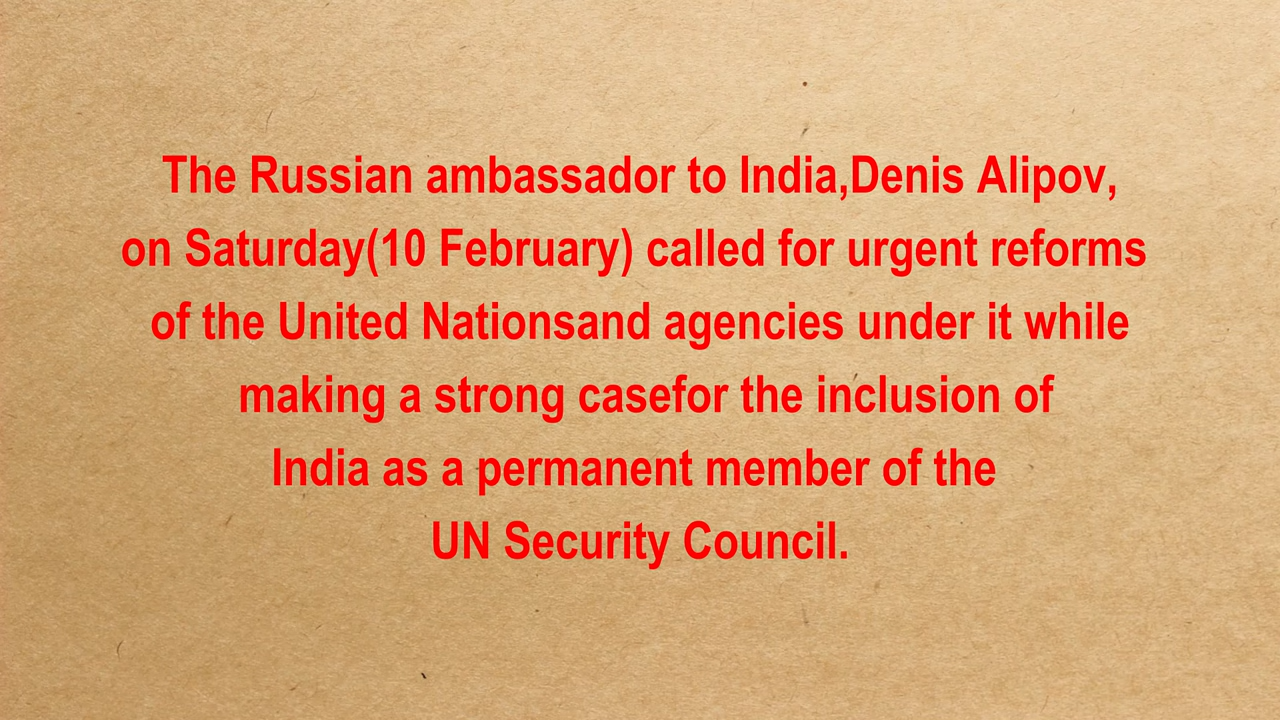 The Russian ambassador to India,Denis Alipov,
on Saturday(10 February) called for urgent reforms
of the United Nationsand agencies under it while
making a strong casefor the inclusion of
India as a permanent member of the
UN Security Council.